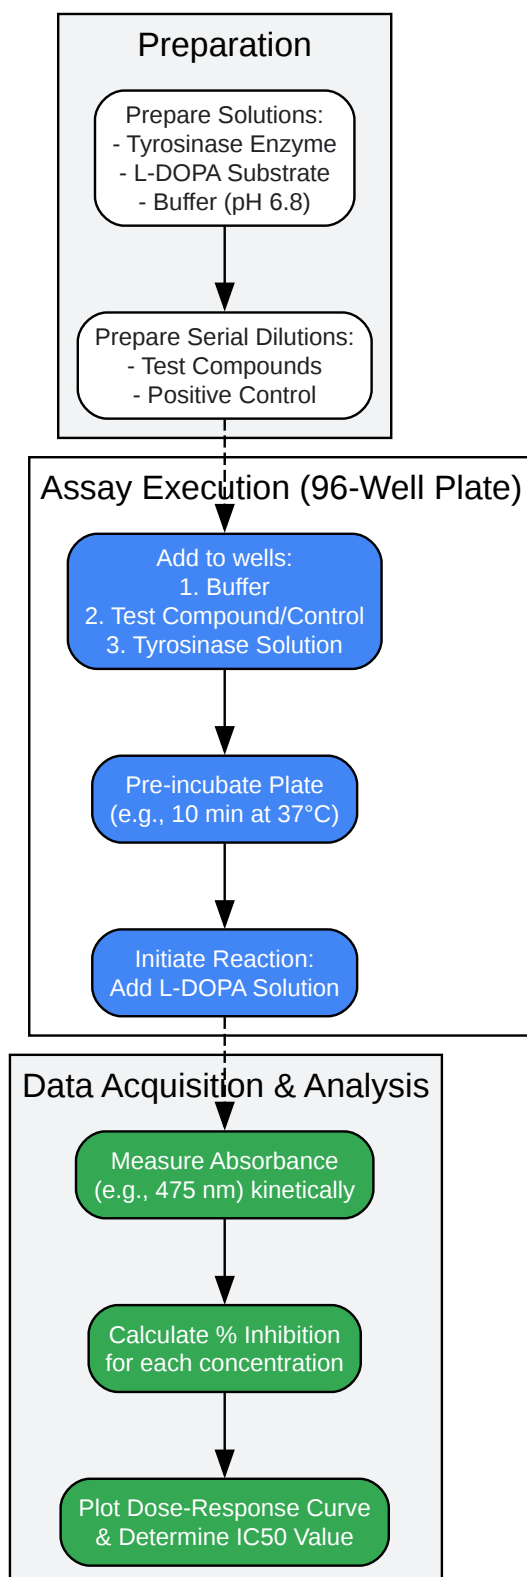 Preparation
Prepare Solutions:
- Tyrosinase Enzyme
- L-DOPA Substrate
- Buffer (pH 6.8)
Prepare Serial Dilutions:
- Test Compounds
- Positive Control
Assay Execution (96-Well Plate)
Add to wells:
1. Buffer
2. Test Compound/Control
3. Tyrosinase Solution
Pre-incubate Plate
(e.g., 10 min at 37°C)
Initiate Reaction:
Add L-DOPA Solution
Data Acquisition & Analysis
Measure Absorbance
(e.g., 475 nm) kinetically
Calculate % Inhibition
for each concentration
Plot Dose-Response Curve
& Determine IC50 Value